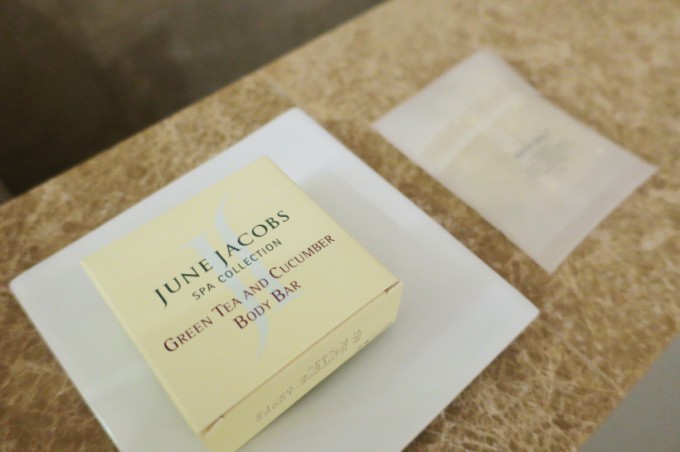 JUNE JACOBS
SPA COLLECTION
GREEN TEA AND CUCUMBER
BODY BAR